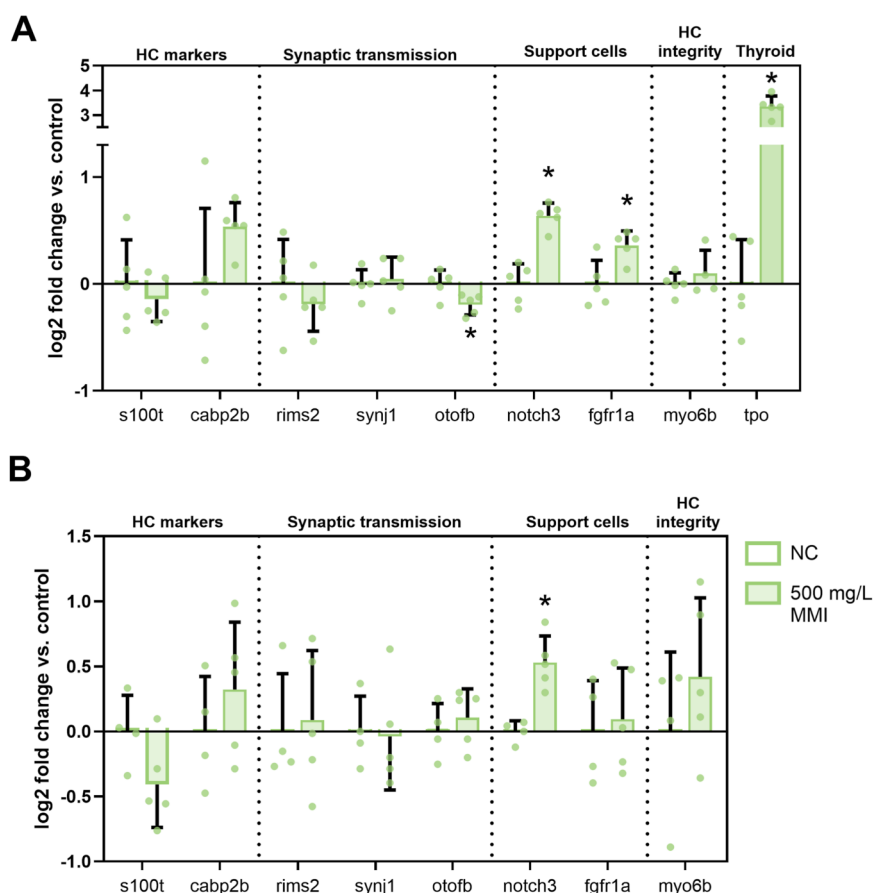 A
HC markers
Synaptic transmission
Support cells
HC
integrity
Thyroid
log2 fold change vs. control
5
4
3
1
0
-1
*
*
*
*
s100t
cabp2b
rims2
synj1
otofb
notch3
fgfr1a
myo6b
tpo
B
HC markers
Synaptic transmission
Support cells
HC
integrity
log2 fold change vs. control
1.5
1.0
0.5
0.0
-0.5
-1.0
*
s100t
cabp2b
rims2
synj1
otofb
notch3
fgfr1a
myo6b
NC
500 mg/L
MMI